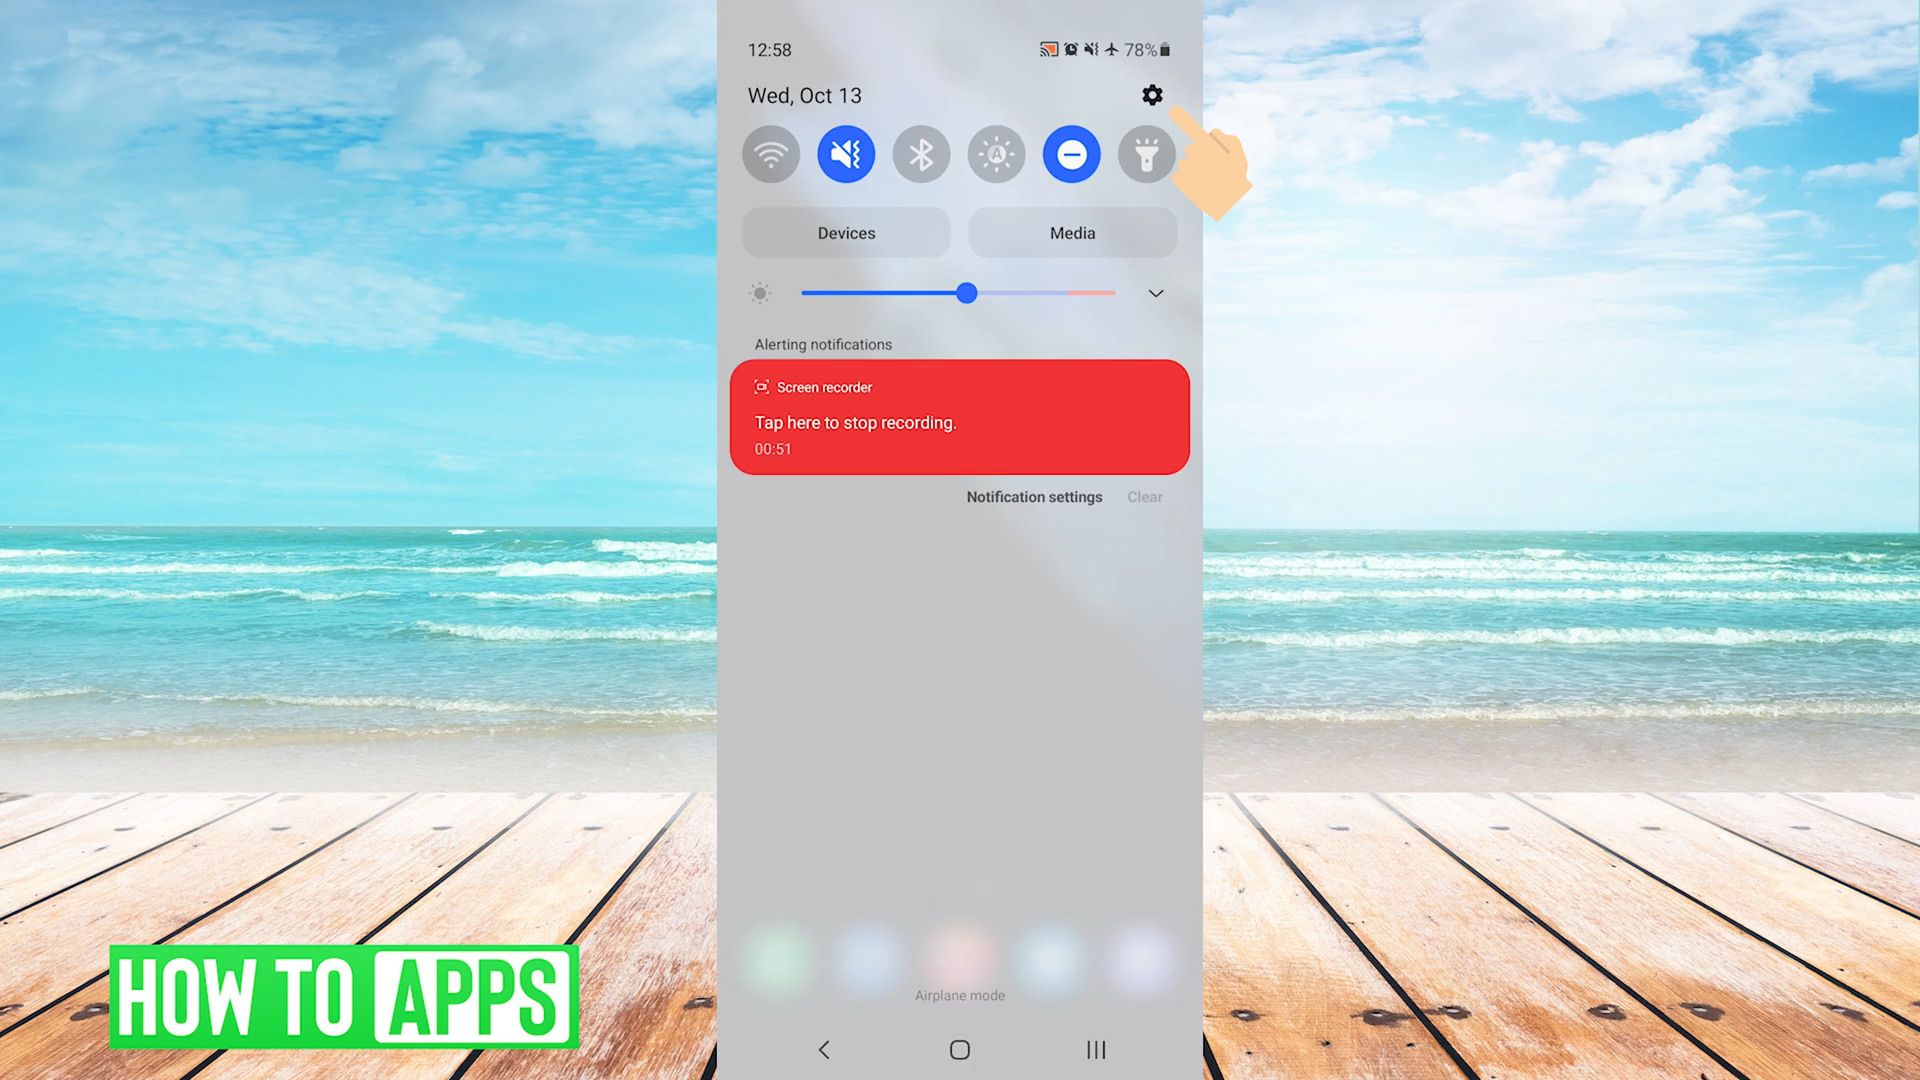 12:58
78%
Wed, Oct 13
A
Devices
Media
Alerting notifications
Screen recorder
Tap here to stop recording.
00:51
Notification settings
Clear
Airplane mode
HOW TO APPS